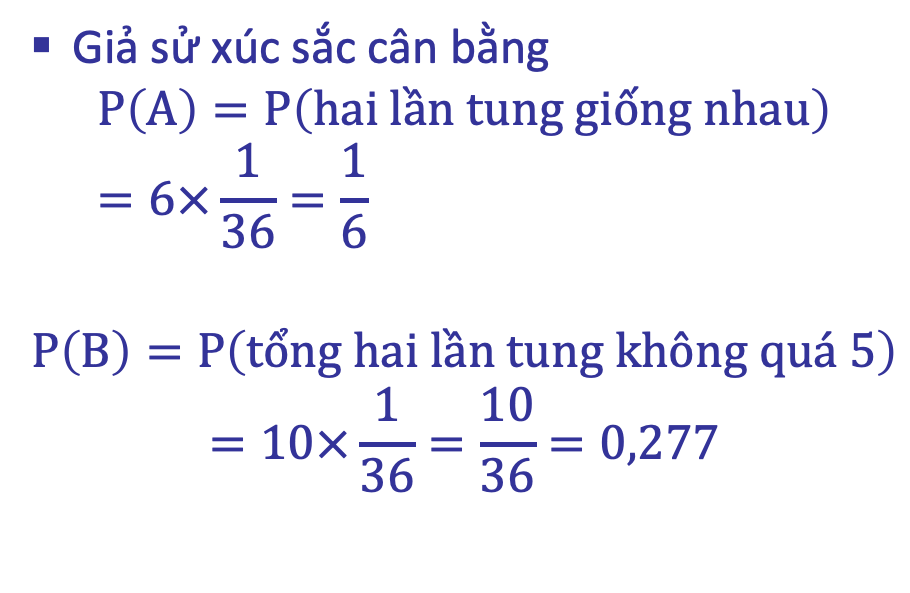 ▪ Giả sử xúc sắc cân bằng
P(A) = P(hai lần tung giống nhau)
= 6× 1/36 = 1/6
P(B) = P(tổng hai lần tung không quá 5)
= 10× 1/36 = 10/36 = 0,277